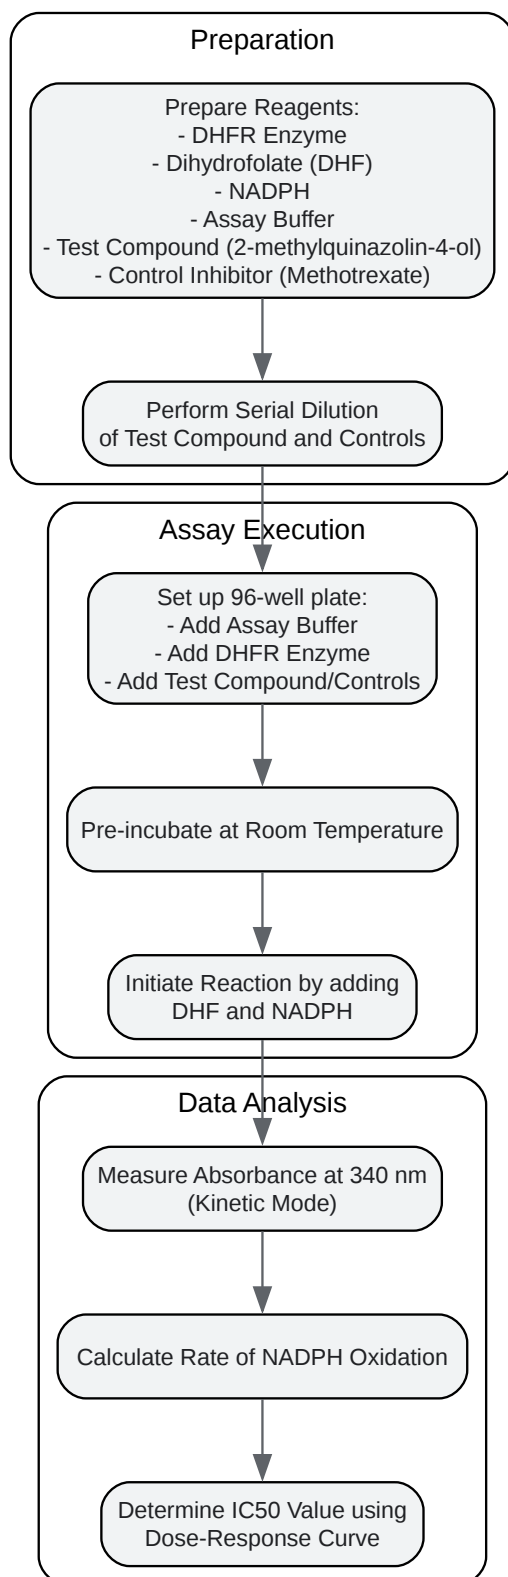 Preparation
Prepare Reagents:
- DHFR Enzyme
- Dihydrofolate (DHF)
- NADPH
- Assay Buffer
- Test Compound (2-methylquinazolin-4-ol)
- Control Inhibitor (Methotrexate)
Perform Serial Dilution
of Test Compound and Controls
Assay Execution
Set up 96-well plate:
- Add Assay Buffer
- Add DHFR Enzyme
- Add Test Compound/Controls
Pre-incubate at Room Temperature
Initiate Reaction by adding
DHF and NADPH
Data Analysis
Measure Absorbance at 340 nm
(Kinetic Mode)
Calculate Rate of NADPH Oxidation
Determine IC50 Value using
Dose-Response Curve